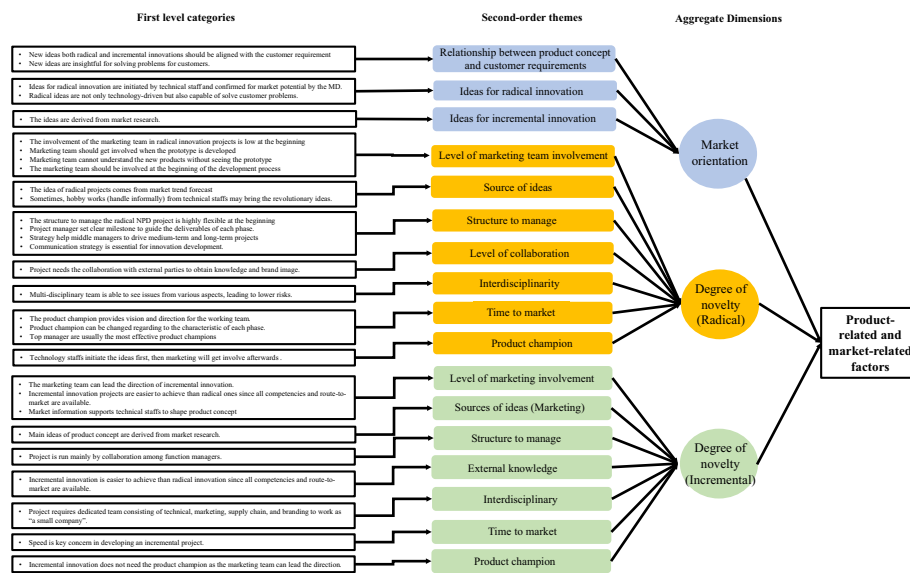 First level categories
Second-order themes
Aggregate Dimensions
• New ideas both radical and incremental innovations should be aligned with the customer requirement
• New ideas are insightful for solving problems for customers.
• Ideas for radical innovation are initiated by technical staff and confirmed for market potential by the MD.
• Radical ideas are not only technology-driven but also capable of solve customer problems.
• The ideas are derived from market research.
• The involvement of the marketing team in radical innovation projects is low at the beginning
• Marketing team should get involved when the prototype is developed
• Marketing team cannot understand the new products without seeing the prototype
• The marketing team should be involved at the beginning of the development process
• The idea of radical projects comes from market trend forecast
• Sometimes, hobby works (handle informally) from technical staffs may bring the revolutionary ideas.
• The structure to manage the radical NPD project is highly flexible at the beginning
• Project manager set clear milestone to guide the deliverables of each phase.
• Strategy help middle managers to drive medium-term and long-term projects
• Communication strategy is essential for innovation development.
• Project needs the collaboration with external parties to obtain knowledge and brand image.
• Multi-disciplinary team is able to see issues from various aspects, leading to lower risks.
• The product champion provides vision and direction for the working team.
• Product champion can be changed regarding to the characteristic of each phase.
• Top manager are usually the most effective product champions
• Technology staffs initiate the ideas first, then marketing will get involve afterwards .
• The marketing team can lead the direction of incremental innovation.
• Incremental innovation projects are easier to achieve than radical ones since all competencies and route-to-
market are available.
• Market information supports technical staffs to shape product concept
• Main ideas of product concept are derived from market research.
• Project is run mainly by collaboration among function managers.
• Incremental innovation is easier to achieve than radical innovation since all competencies and route-to-
market are available.
• Project requires dedicated team consisting of technical, marketing, supply chain, and branding to work as
“a small company”.
• Speed is key concern in developing an incremental project.
• Incremental innovation does not need the product champion as the marketing team can lead the direction.
Relationship between product concept
and customer requirements
Ideas for radical innovation
Ideas for incremental innovation
Level of marketing team involvement
Source of ideas
Structure to manage
Level of collaboration
Interdisciplinarity
Time to market
Product champion
Level of marketing involvement
Sources of ideas (Marketing)
Structure to manage
External knowledge
Interdisciplinary
Time to market
Product champion
Market
orientation
Degree of
novelty
(Radical)
Degree of
novelty
(Incremental)
Product-
related and
market-related
factors